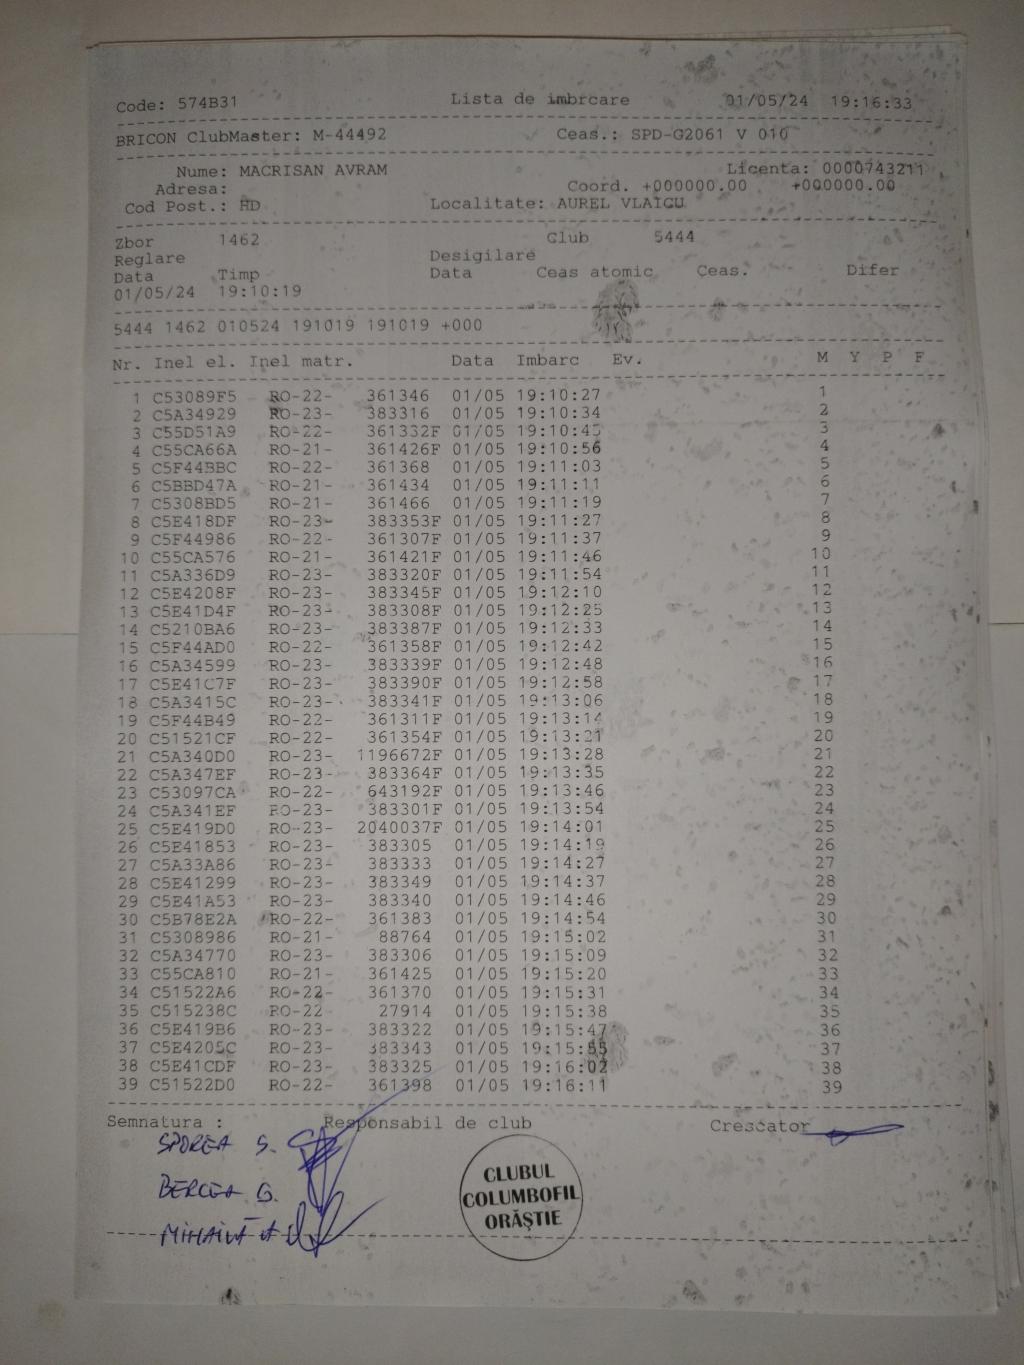 Code: 574B31 Lista de imbrcare 01/05/24 19:16:33
BRICON ClubMaster: M-44492 Ceas.: SPD-G2061 V 010
Nume: MACRISAN AVRAM Licenta: 0000743211
Adresa: Coord. +000000.00 +000000.00
Cod Post.: HD Localitate: AUREL VLAICU
Zbor 1462 Club 5444
Reglare Desigilare
Data Timp Data Ceas atomic Ceas. Difer
01/05/24 19:10:19
5444 1462 010524 191019 191019 +000
Nr. Inel el. Inel matr. Data Imbarc Ev. M Y P F
1 C53089F5 RO-22- 361346 01/05 19:10:27 1
2 C5A34929 RO-23- 383316 01/05 19:10:34 2
3 C55D51A9 RO-22- 361332F 01/05 19:10:45 3
4 C55CA66A RO-21- 361426F 01/05 19:10:56 4
5 C5F44BBC RO-22- 361368 01/05 19:11:03 5
6 C5BBD47A RO-21- 361434 01/05 19:11:11 6
7 C5308BD5 RO-21- 361466 01/05 19:11:19 7
8 C5E418DF RO-23- 383353F 01/05 19:11:27 8
9 C5F44986 RO-22- 361307F 01/05 19:11:37 9
10 C55CA576 RO-21- 361421F 01/05 19:11:46 10
11 C5A336D9 RO-23- 383320F 01/05 19:11:54 11
12 C5E4208F RO-23- 383345F 01/05 19:12:10 12
13 C5E41D4F RO-23- 383308F 01/05 19:12:25 13
14 C5210BA6 RO-23- 383387F 01/05 19:12:33 14
15 C5F44AD0 RO-22- 361358F 01/05 19:12:42 15
16 C5A34599 RO-23- 383339F 01/05 19:12:48 16
17 C5E41C7F RO-23- 383390F 01/05 19:12:58 17
18 C5A3415C RO-23- 383341F 01/05 19:13:06 18
19 C5F44B49 RO-22- 361311F 01/05 19:13:14 19
20 C51521CF RO-22- 361354F 01/05 19:13:21 20
21 C5A340D0 RO-23- 1196672F 01/05 19:13:28 21
22 C5A347EF RO-23- 383364F 01/05 19:13:35 22
23 C53097CA RO-22- 643192F 01/05 19:13:46 23
24 C5A341EF RO-23- 383301F 01/05 19:13:54 24
25 C5E419D0 RO-23- 2040037F 01/05 19:14:01 25
26 C5E41853 RO-23- 383305 01/05 19:14:19 26
27 C5A33A86 RO-23- 383333 01/05 19:14:27 27
28 C5E41299 RO-23- 383349 01/05 19:14:37 28
29 C5E41A53 RO-23- 383340 01/05 19:14:46 29
30 C5B78E2A RO-22- 361383 01/05 19:14:54 30
31 C5308986 RO-21- 88764 01/05 19:15:02 31
32 C5A34770 RO-23- 383306 01/05 19:15:09 32
33 C55CA810 RO-21- 361425 01/05 19:15:20 33
34 C51522A6 RO-22- 361370 01/05 19:15:31 34
35 C515238C RO-22 27914 01/05 19:15:38 35
36 C5E419B6 RO-23- 383322 01/05 19:15:47 36
37 C5E4205C RO-23- 383343 01/05 19:15:55 37
38 C5E41CDF RO-23- 383325 01/05 19:16:02 38
39 C51522D0 RO-22- 361398 01/05 19:16:11 39
Semnatura : Responsabil de club Crescator
SPOREA S.
BERCEA G.
CLUBUL
COLUMBOFIL
ORĂŞTIE